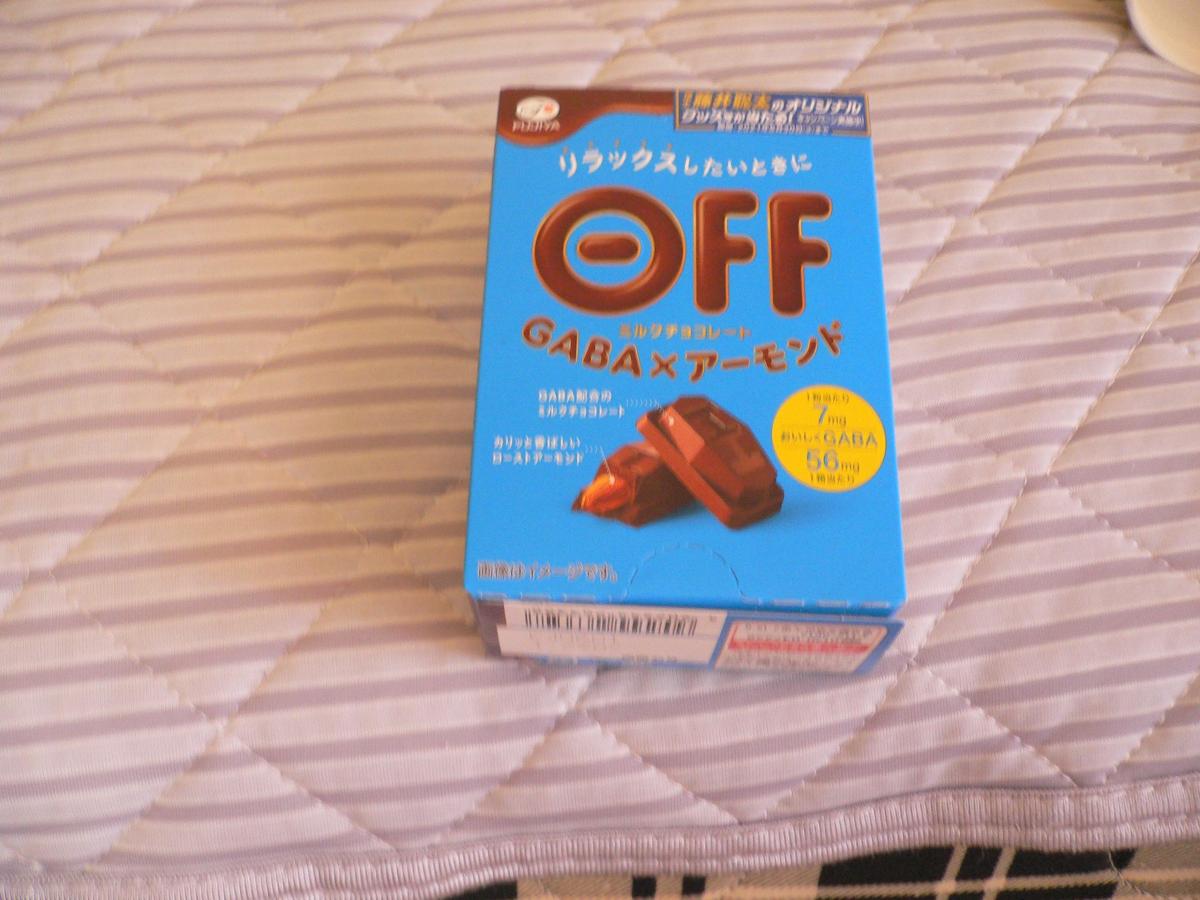 FUJIYA
藤井聡太のオリジナル
グッズ等が当たる!
リラックスしたいときに
OFF
ミルクチョコレート
GABA×アーモンド
GABA配合の
ミルクチョコレート
カリッと香ばしい
ローストアーモンド
1粒当たり
7mg
おいしくGABA
56mg
1箱当たり
画像はイメージです。